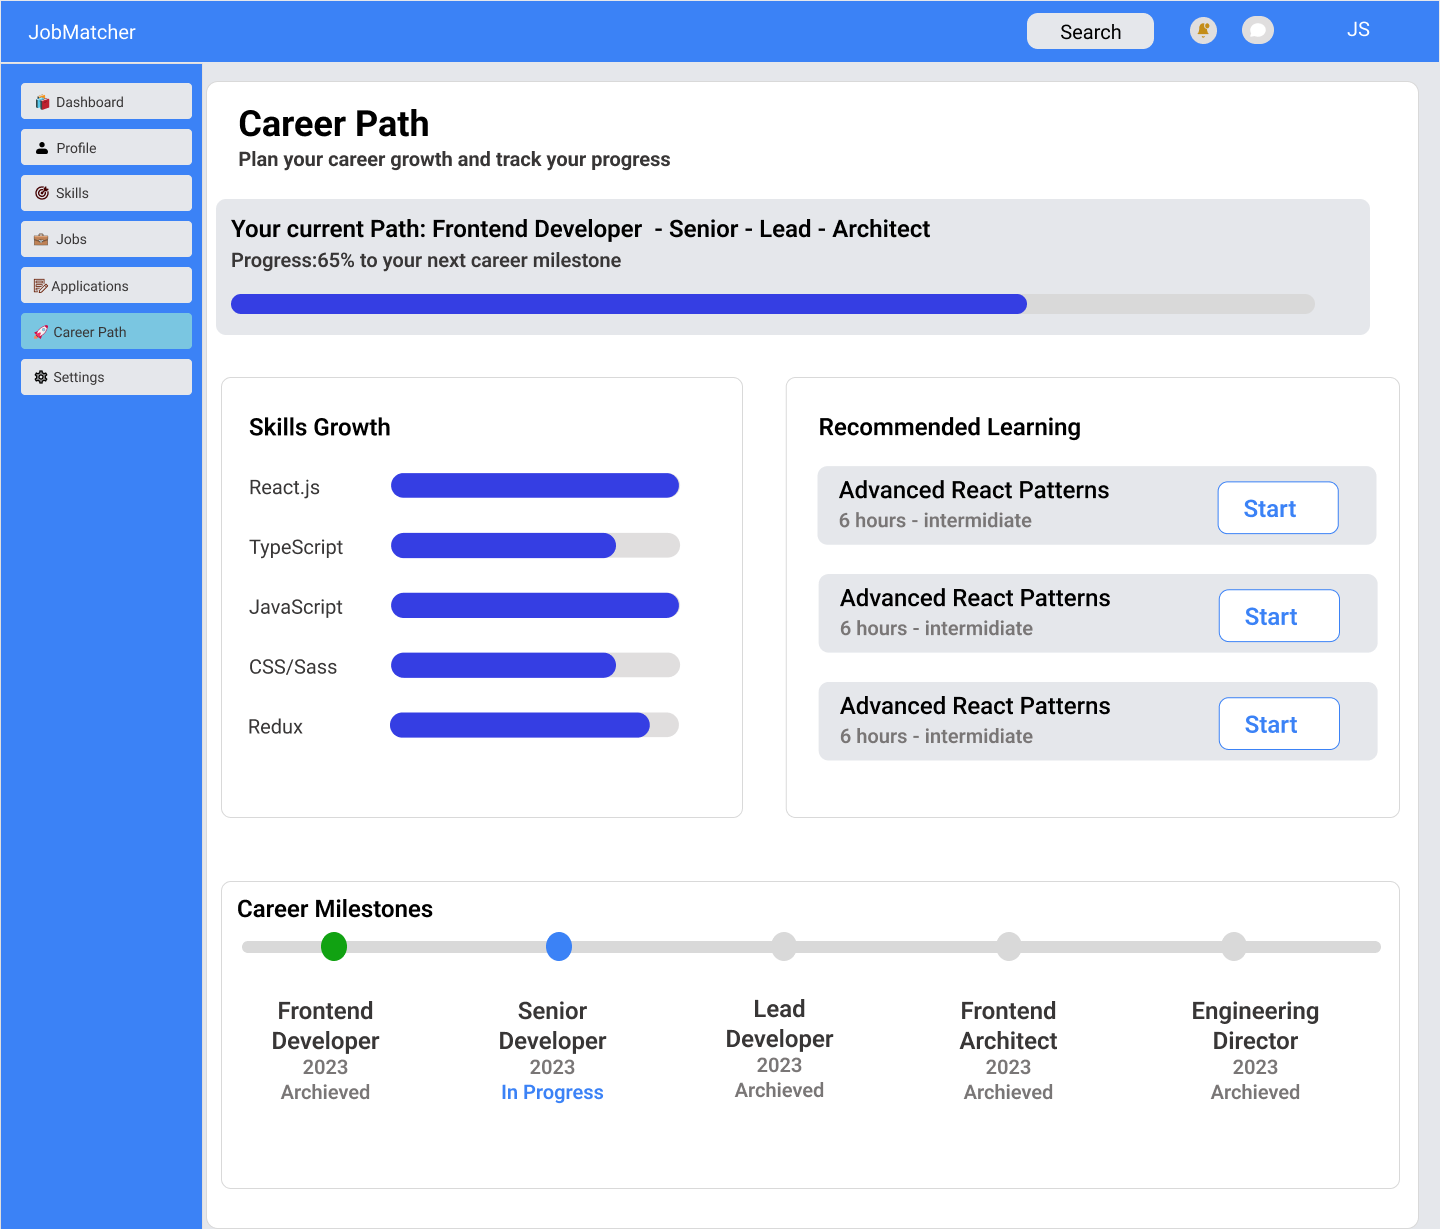 JobMatcher
Search
JS
Dashboard
Profile
Skills
Jobs
Applications
Career Path
Settings
Career Path
Plan your career growth and track your progress
Your current Path: Frontend Developer  - Senior - Lead - Architect
Progress:65% to your next career milestone
Skills Growth
React.js
TypeScript
JavaScript
CSS/Sass
Redux
Recommended Learning
Advanced React Patterns
6 hours - intermidiate
Start
Advanced React Patterns
6 hours - intermidiate
Start
Advanced React Patterns
6 hours - intermidiate
Start
Career Milestones
Frontend
Developer
2023
Archieved
Senior
Developer
2023
In Progress
Lead
Developer
2023
Archieved
Frontend
Architect
2023
Archieved
Engineering
Director
2023
Archieved